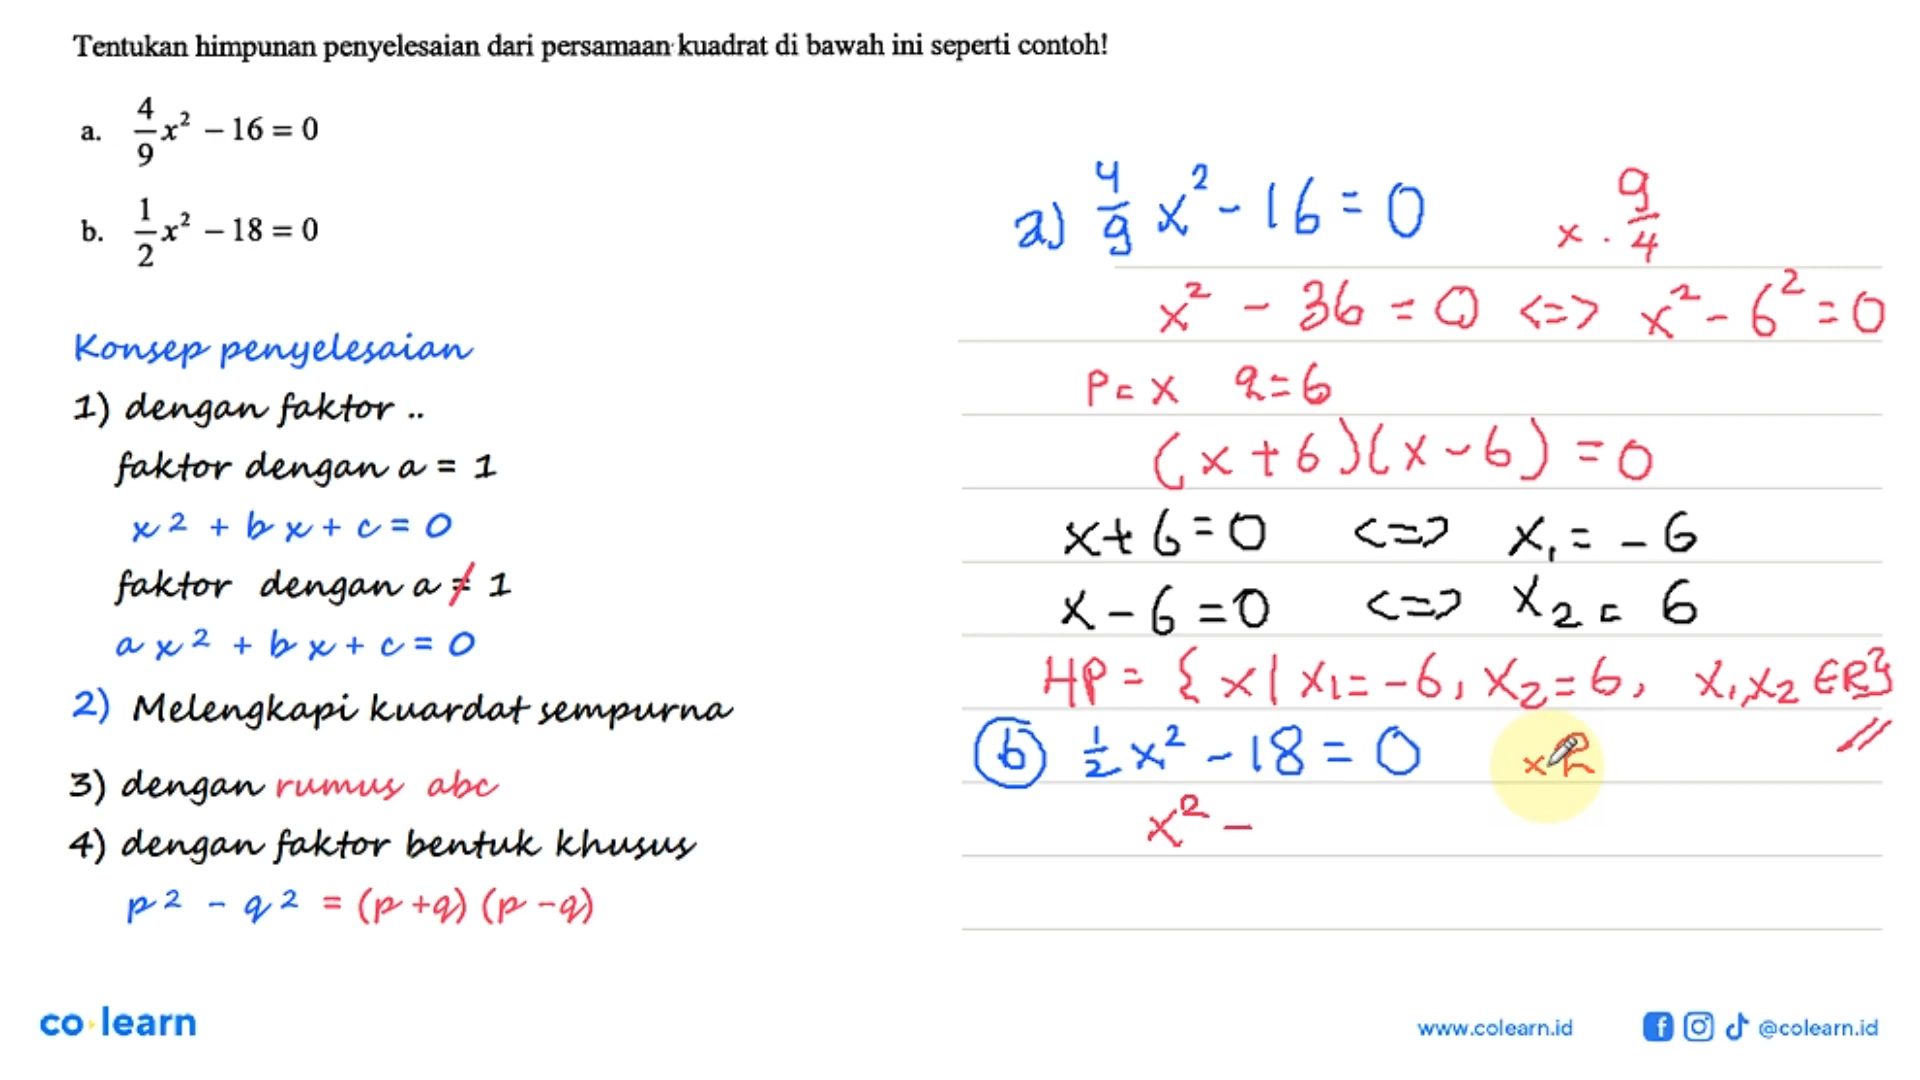 Tentukan himpunan penyelesaian dari persamaan kuadrat di bawah ini seperti contoh!
a. 4/9 x² − 16 = 0
b. 1/2 x² − 18 = 0
Konsep penyelesaian
1) dengan faktor ..
faktor dengan a = 1
x² + bx + c = 0
faktor dengan a ≠ 1
ax² + bx + c = 0
2) Melengkapi kuardat sempurna
3) dengan rumus abc
4) dengan faktor bentuk khusus
p² - q² = (p+q) (p-q)
a) 4/9 x² - 16 = 0 x . 9/4
x² - 36 = 0 <=> x² - 6² = 0
p = x q = 6
(x+6)(x-6) = 0
x+6=0 <=> x₁ = -6
x-6=0 <=> x₂ = 6
HP = {x | x₁ = -6, x₂ = 6, x₁, x₂ ∈ R}
b 1/2 x² - 18 = 0 x 2
x² -
co learn
www.colearn.id
@colearn.id